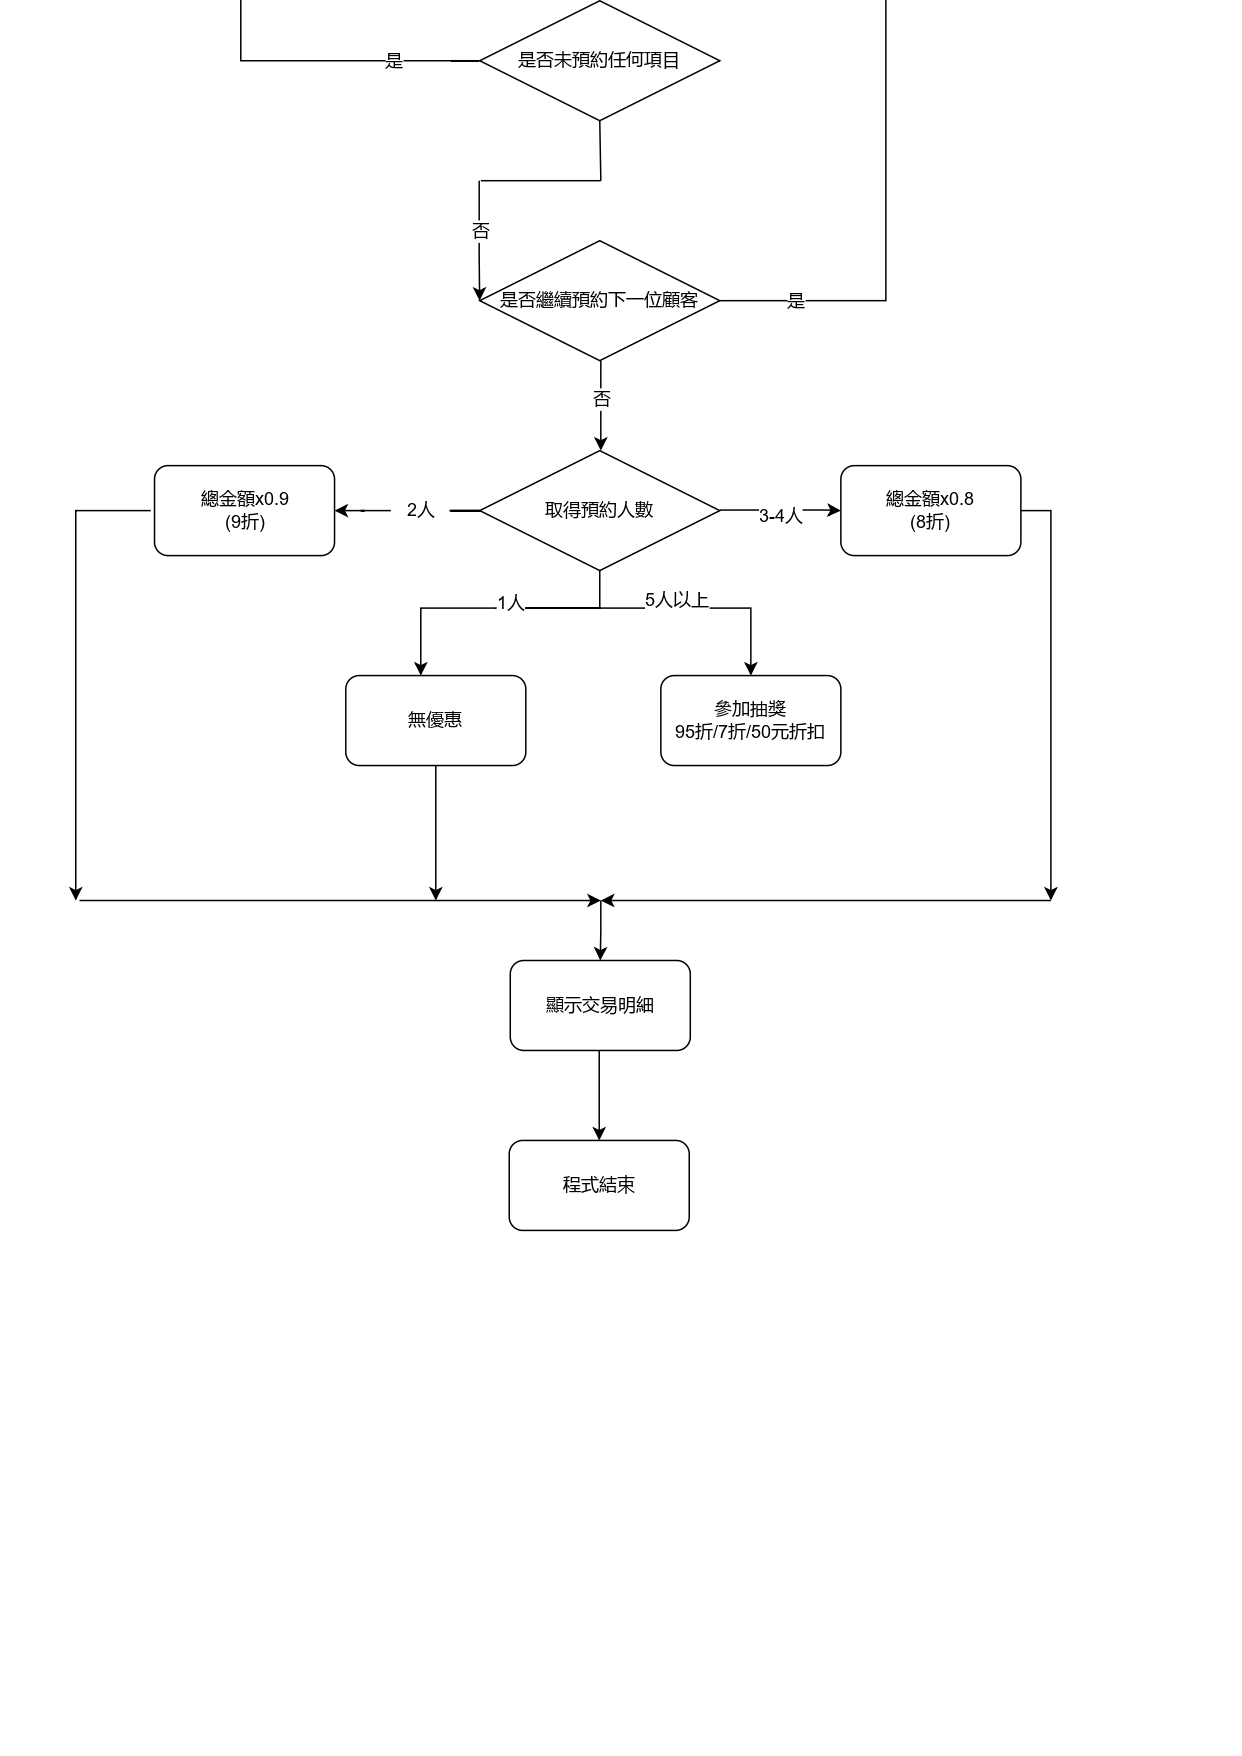 是否未預約任何項目
是
否
是否繼續預約下一位顧客
是
否
總金額x0.9
(9折)
2人
取得預約人數
3-4人
總金額x0.8
(8折)
1人
5人以上
無優惠
參加抽獎
95折/7折/50元折扣
顯示交易明細
程式結束